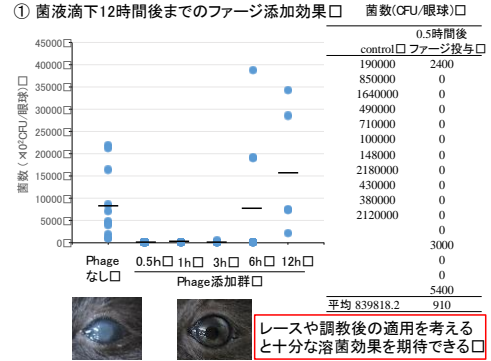 ① 菌液滴下12時間後までのファージ添加効果□
菌数(CFU/眼球)□
0.5時間後
control□ ファージ投与□
190000 2400
850000 0
1640000 0
490000 0
710000 0
100000 0
148000 0
2180000 0
430000 0
380000 0
2120000 0
0
3000
0
0
5400
平均 839818.2 910
菌数 ( ×10²CFU/眼球)□
45000□
40000□
35000□
30000□
25000□
20000□
15000□
10000□
5000□
0□
Phage
なし□
0.5h□ 1h□ 3h□ 6h□ 12h□
Phage添加群□
レースや調教後の適用を考える
と十分な溶菌効果を期待できる□